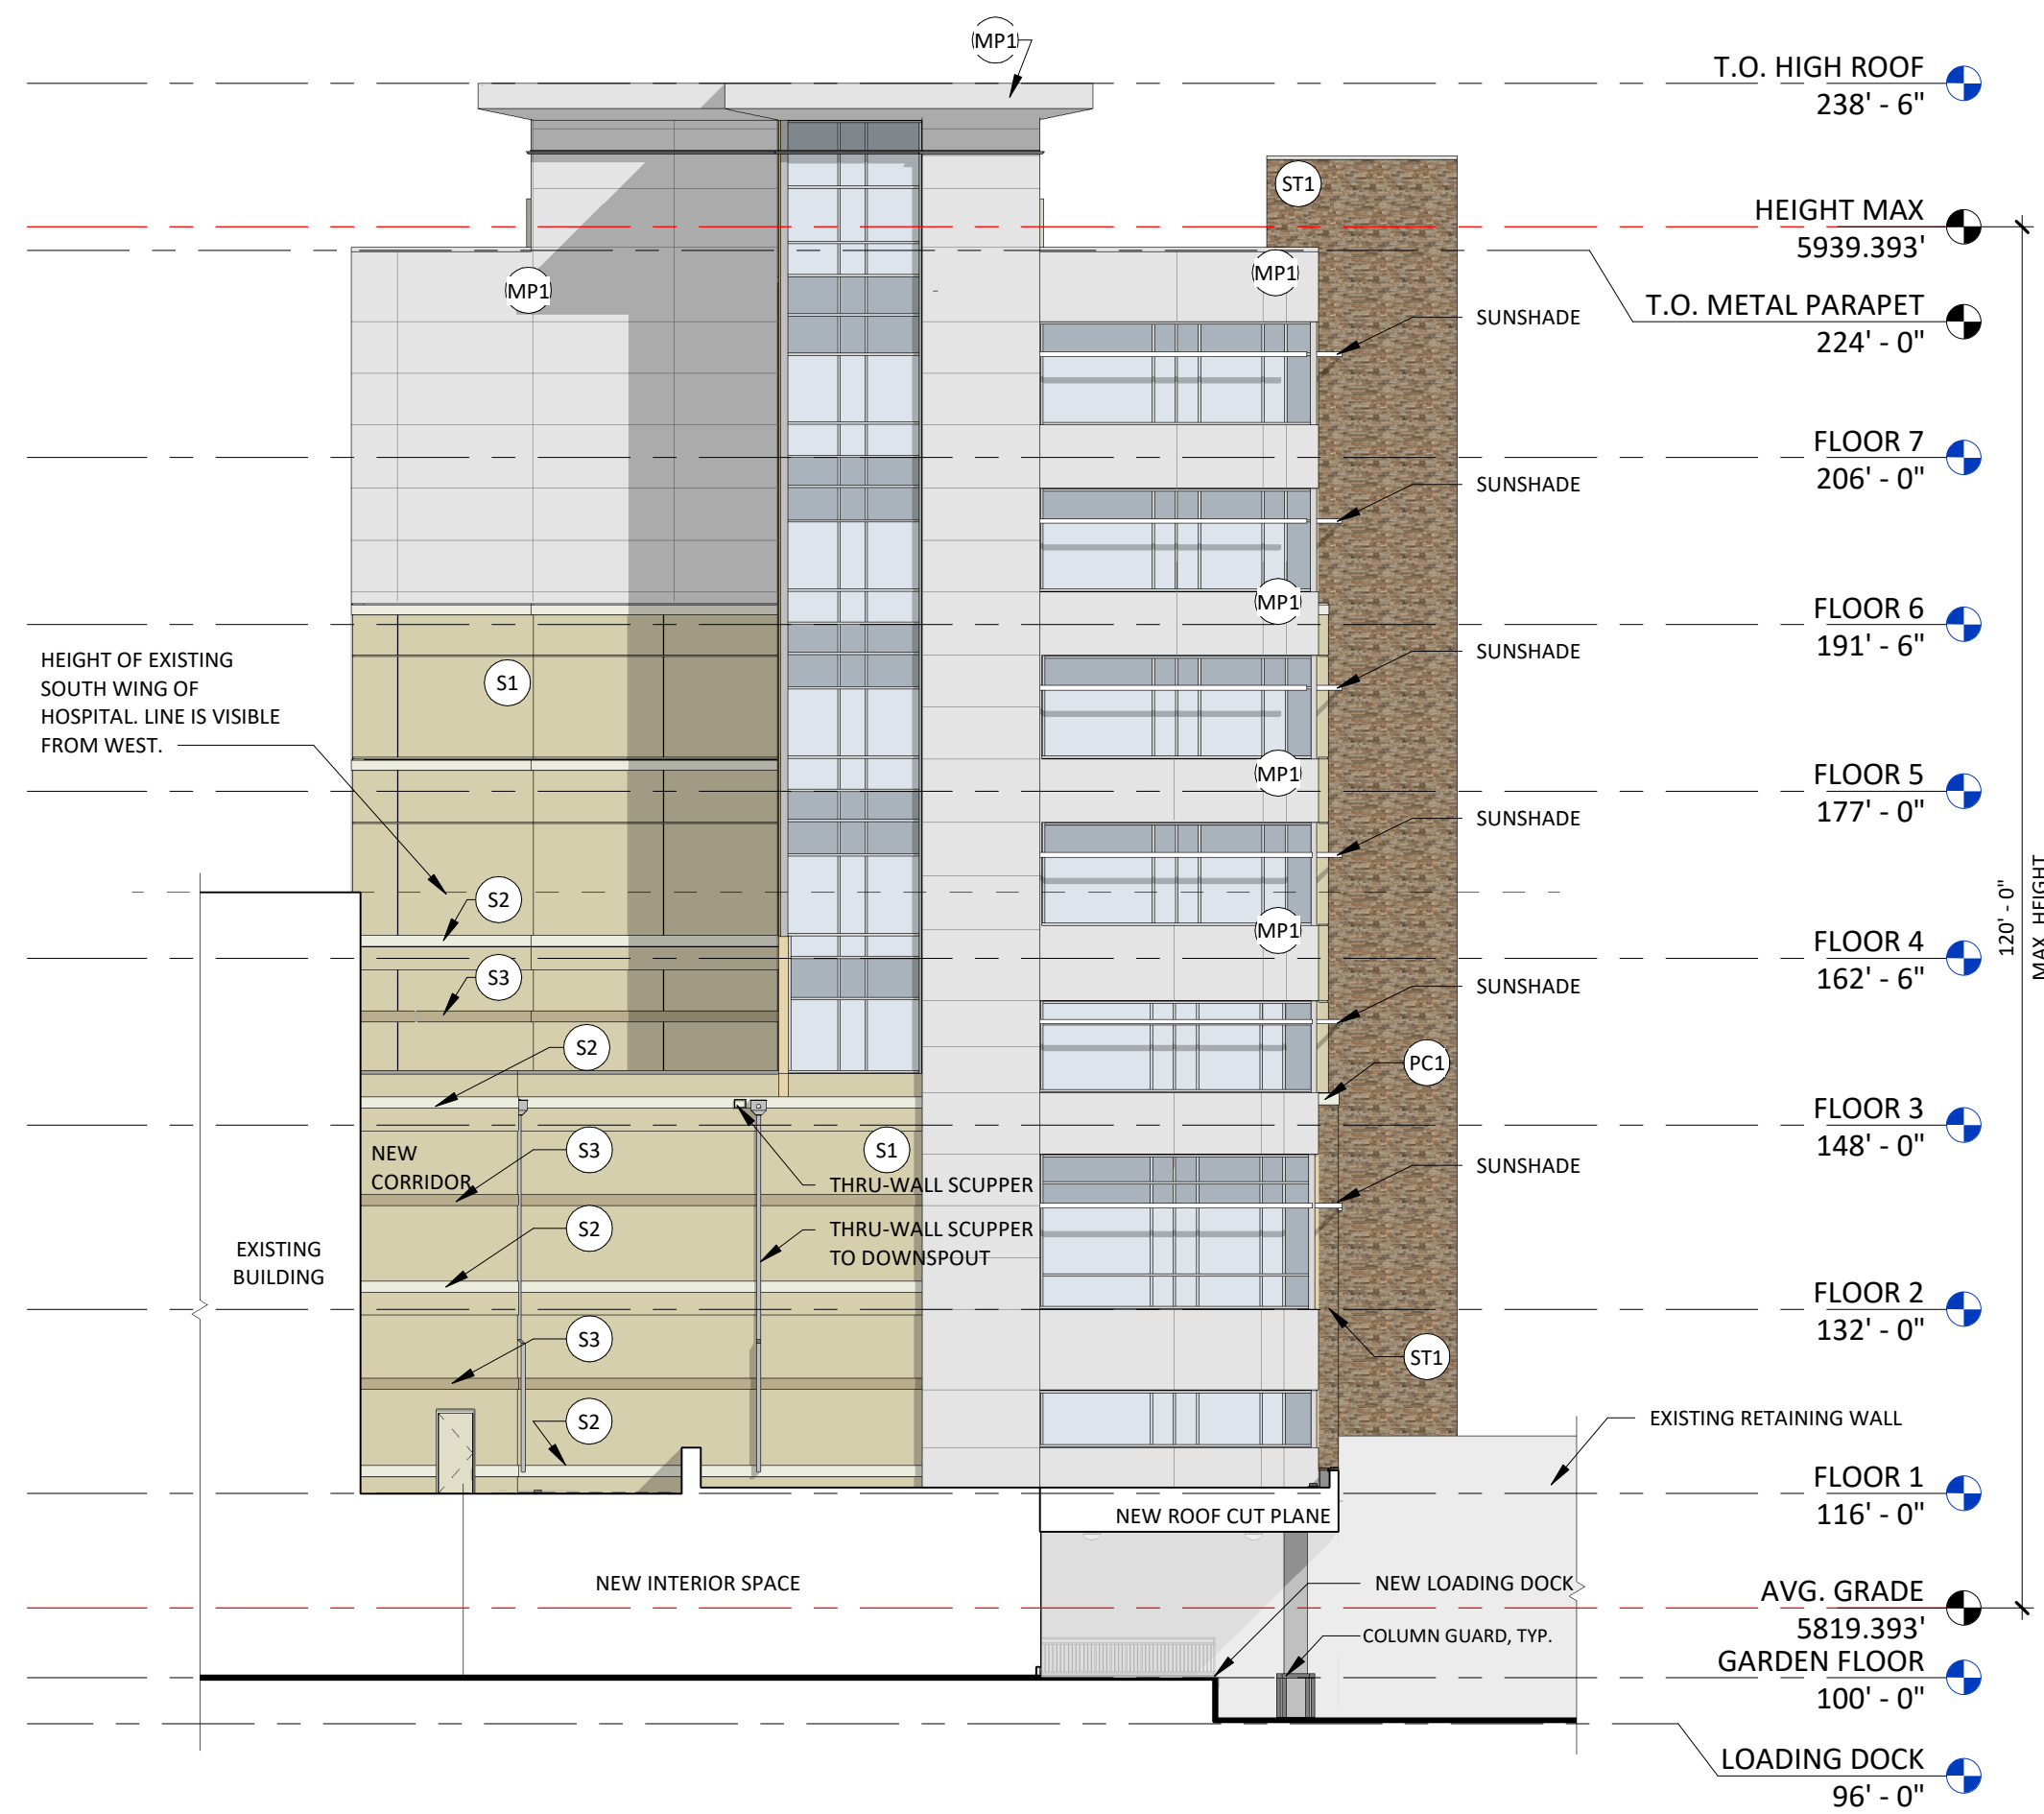 MP1
T.O. HIGH ROOF
238' - 6"
ST1
HEIGHT MAX
5939.393'
MP1
MP1
T.O. METAL PARAPET
224' - 0"
SUNSHADE
FLOOR 7
206' - 0"
SUNSHADE
MP1
FLOOR 6
191' - 6"
HEIGHT OF EXISTING
SOUTH WING OF
HOSPITAL. LINE IS VISIBLE
FROM WEST.
S1
SUNSHADE
MP1
FLOOR 5
177' - 0"
SUNSHADE
S2
MP1
FLOOR 4
162' - 6"
120' - 0"
MAX HEIGHT
S3
SUNSHADE
S2
PC1
FLOOR 3
148' - 0"
NEW
CORRIDOR
S3
S1
SUNSHADE
THRU-WALL SCUPPER
S2
THRU-WALL SCUPPER
TO DOWNSPOUT
EXISTING
BUILDING
FLOOR 2
132' - 0"
S3
ST1
S2
EXISTING RETAINING WALL
FLOOR 1
116' - 0"
NEW ROOF CUT PLANE
NEW INTERIOR SPACE
NEW LOADING DOCK
AVG. GRADE
5819.393'
COLUMN GUARD, TYP.
GARDEN FLOOR
100' - 0"
LOADING DOCK
96' - 0"